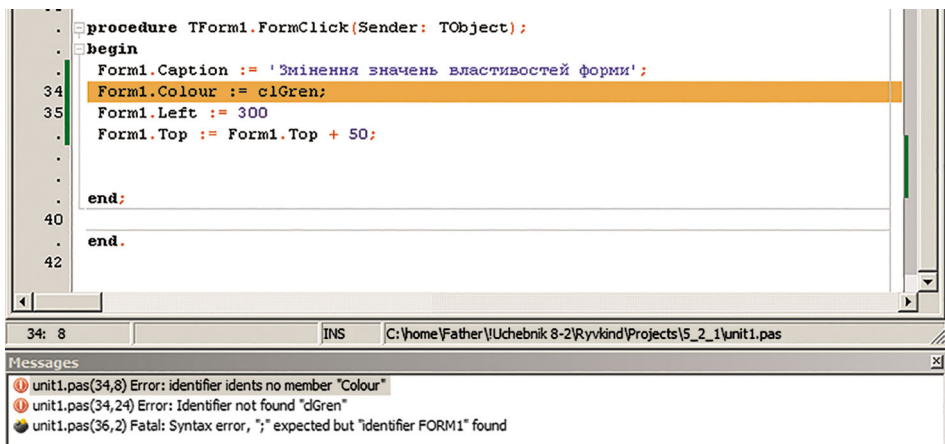 procedure TForm1.FormClick(Sender: TObject);
begin
Form1.Caption := 'Змінення значень властивостей форми';
34 Form1.Colour := clGren;
35 Form1.Left := 300
Form1.Top := Form1.Top + 50;
end;
40
end.
42
34: 8 INS C:\home\Father\!Uchebnik 8-2\Ryvkind\Projects\5_2_1\unit1.pas
Messages
unit1.pas(34,8) Error: identifier idents no member "Colour"
unit1.pas(34,24) Error: Identifier not found "clGren"
unit1.pas(36,2) Fatal: Syntax error, ";" expected but "identifier FORM1" found